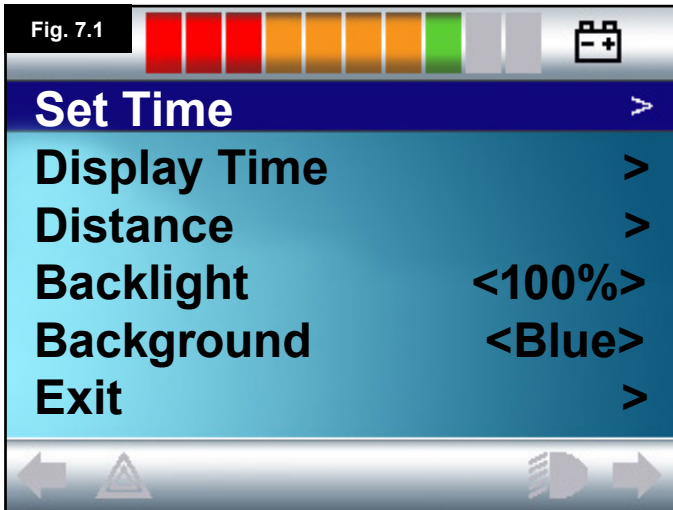 Fig. 7.1
Set Time >
Display Time >
Distance >
Backlight <100%>
Background <Blue>
Exit >